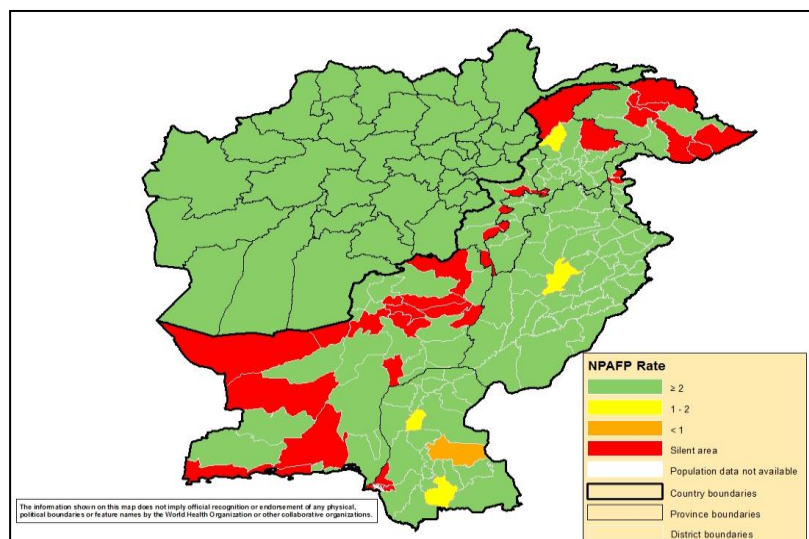 NPAFP Rate
≥ 2
1 - 2
< 1
Silent area
Population data not available
Country boundaries
Province boundaries
District boundaries
The information shown on this map does not imply official recognition or endorsement of any physical,
political boundaries or feature names by the World Health Organization or other collaborative organizations.